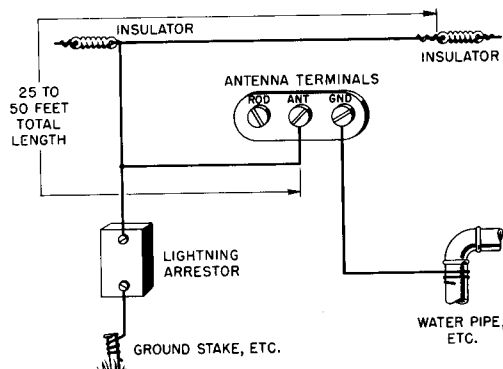 INSULATOR
INSULATOR
ANTENNA TERMINALS
ROD ANT GND
25 TO
50 FEET
TOTAL
LENGTH
LIGHTNING
ARRESTOR
WATER PIPE,
ETC.
GROUND STAKE, ETC.